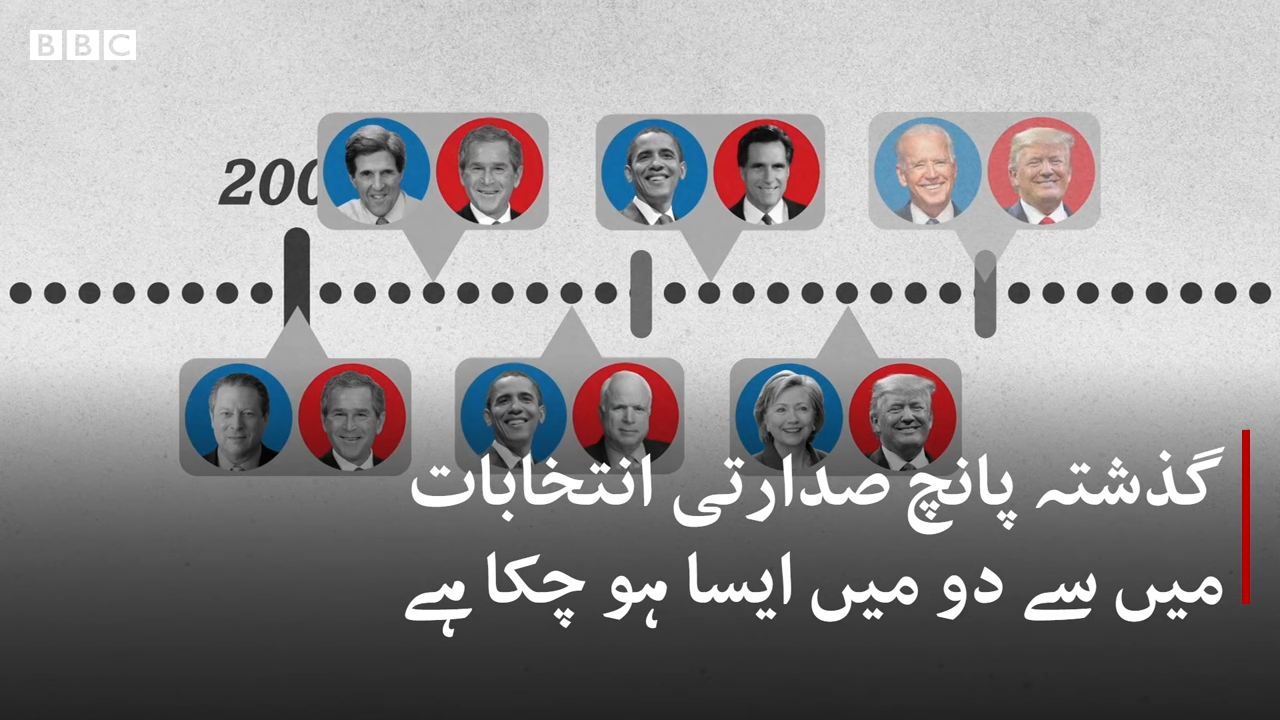 BBC
200
گذشتہ پانچ صدارتی انتخابات
میں سے دو میں ایسا ہو چکا ہے